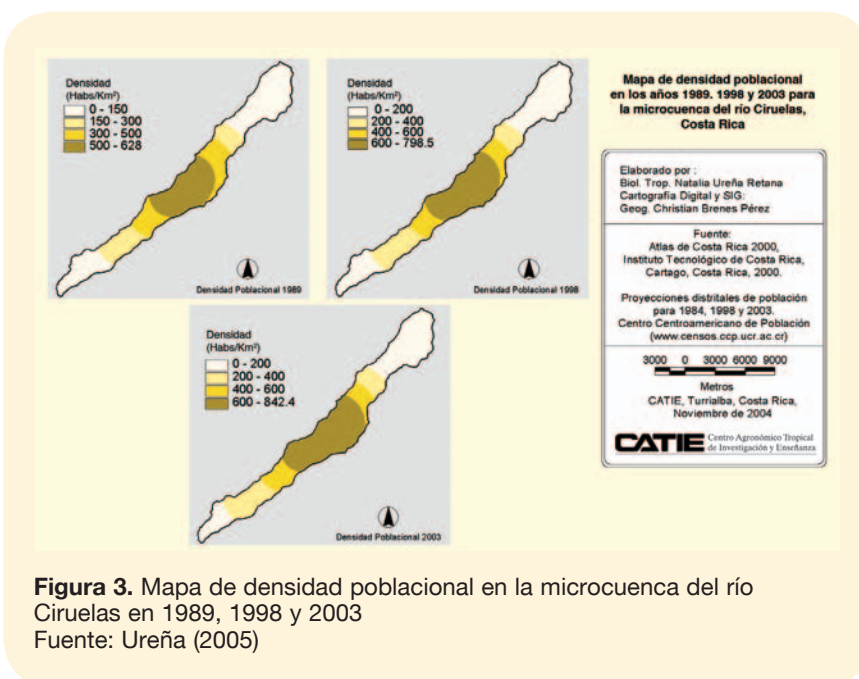 Densidad
(Habs/Km²)
0 - 150
150 - 300
300 - 500
500 - 628
Densidad Poblacional 1989
Densidad
(Habs/Km²)
0 - 200
200 - 400
400 - 600
600 - 798.5
Densidad Poblacional 1998
Densidad
(Habs/Km²)
0 - 200
200 - 400
400 - 600
600 - 842.4
Densidad Poblacional 2003
Mapa de densidad poblacional
en los años 1989. 1998 y 2003 para
la microcuenca del río Ciruelas,
Costa Rica
Elaborado por :
Biol. Trop. Natalia Ureña Retana
Cartografía Digital y SIG:
Geog. Christian Brenes Pérez
Fuente:
Atlas de Costa Rica 2000,
Instituto Tecnológico de Costa Rica,
Cartago, Costa Rica, 2000.
Proyecciones distritales de población
para 1984, 1998 y 2003.
Centro Centroamericano de Población
(www.censos.ccp.ucr.ac.cr)
3000 0 3000 6000 9000
Metros
CATIE, Turrialba, Costa Rica,
Noviembre de 2004
CATIE Centro Agronómico Tropical
de Investigación y Enseñanza
Figura 3. Mapa de densidad poblacional en la microcuenca del río
Ciruelas en 1989, 1998 y 2003
Fuente: Ureña (2005)